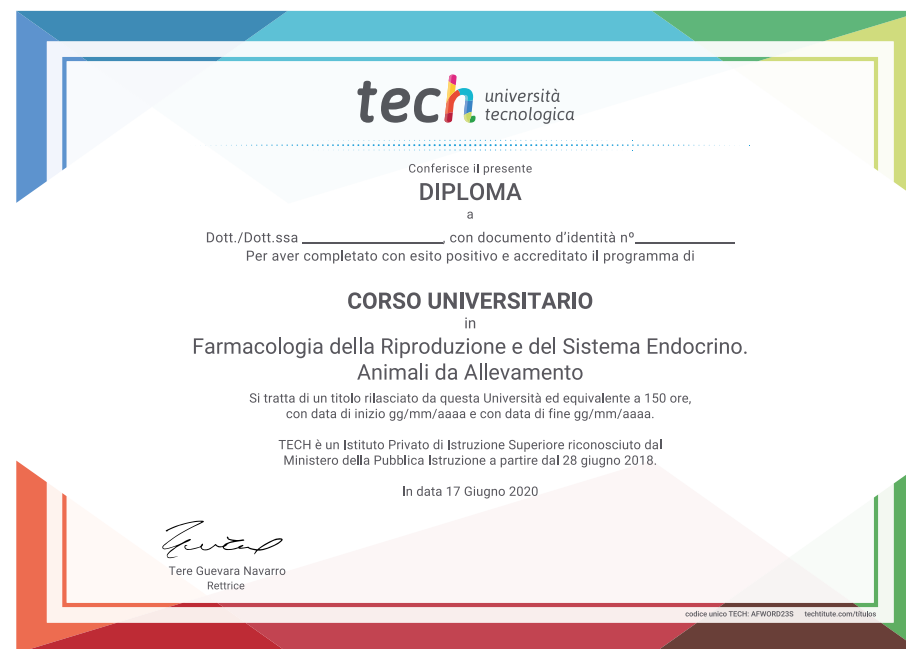 tech università
tecnologica
Conferisce il presente
DIPLOMA
a
Dott./Dott.ssa ________________, con documento d'identità nº____________
Per aver completato con esito positivo e accreditato il programma di
CORSO UNIVERSITARIO
in
Farmacologia della Riproduzione e del Sistema Endocrino.
Animali da Allevamento
Si tratta di un titolo rilasciato da questa Università ed equivalente a 150 ore,
con data di inizio gg/mm/aaaa e con data di fine gg/mm/aaaa.
TECH è un Istituto Privato di Istruzione Superiore riconosciuto dal
Ministero della Pubblica Istruzione a partire dal 28 giugno 2018.
In data 17 Giugno 2020
Tere Guevara Navarro
Rettrice
codice unico TECH: AFWORD23S techtitute.com/titulos